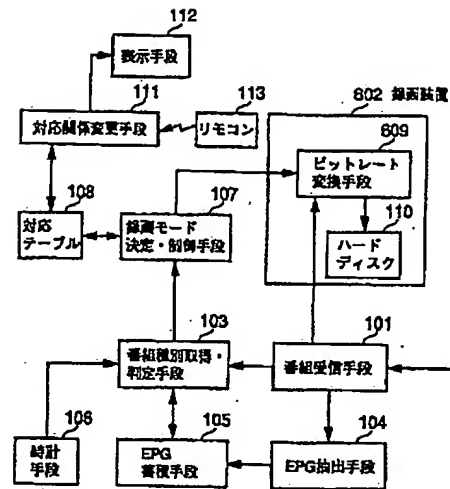 112
表示手段
111
対応関係変更手段
113
リモコン
802 録画装置
809
ビットレート
変換手段
110
ハード
ディスク
108
対応
テーブル
107
録画モード
決定・制御手段
103
番組種別取得・
判定手段
101
番組受信手段
106
時計
手段
105
EPG
蓄積手段
104
EPG抽出手段